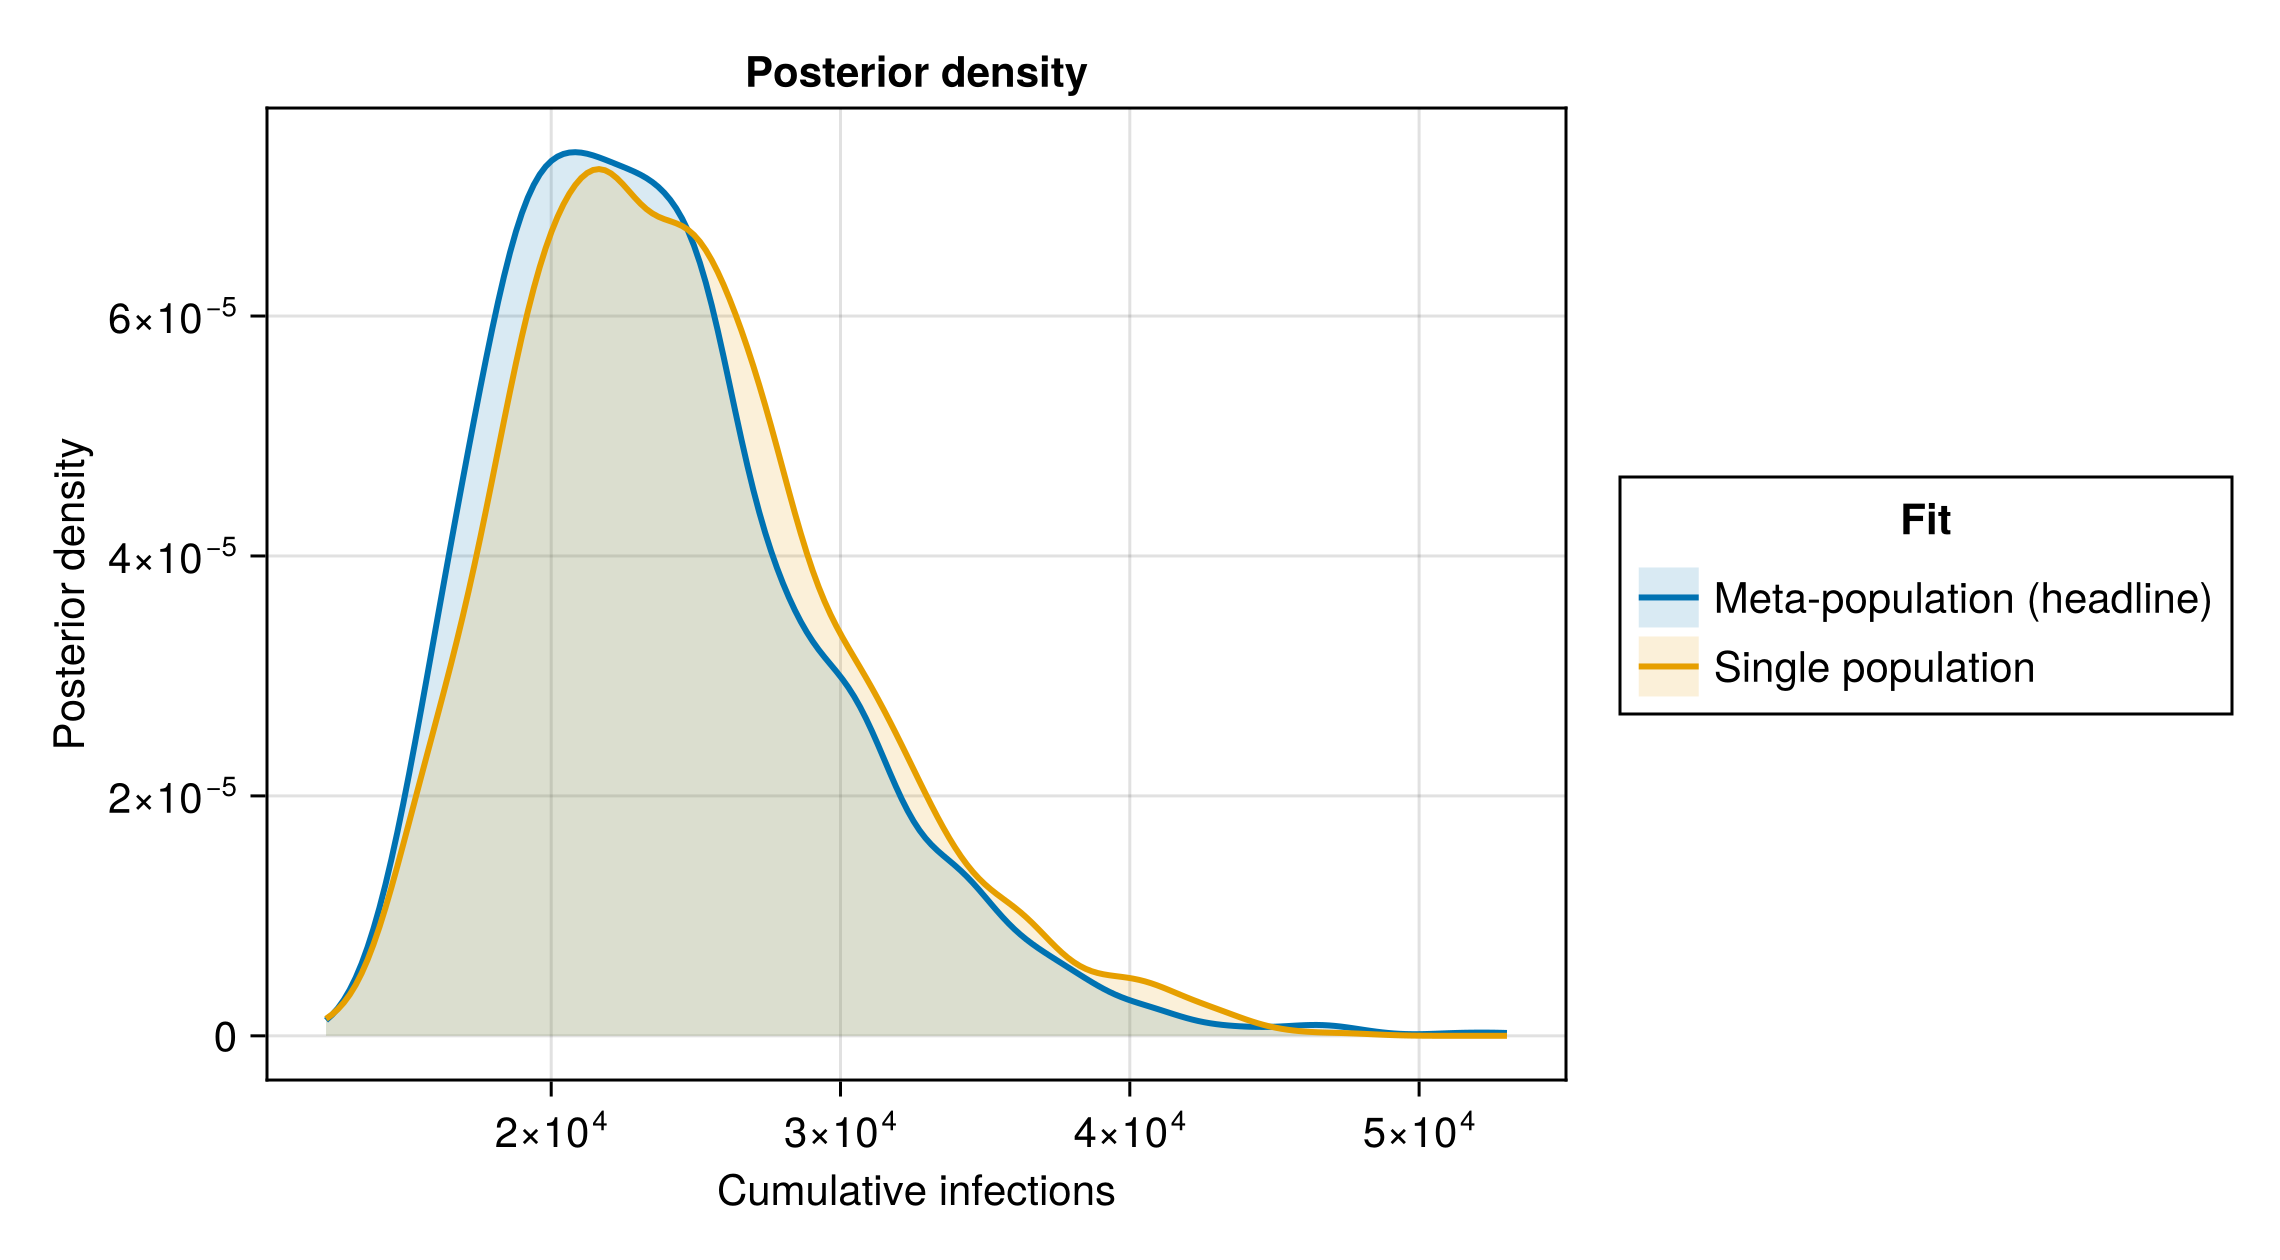 Posterior density
Posterior density
6×10⁻⁵
4×10⁻⁵
2×10⁻⁵
0
2×10⁴
3×10⁴
4×10⁴
5×10⁴
Cumulative infections
Fit
Meta-population (headline)
Single population